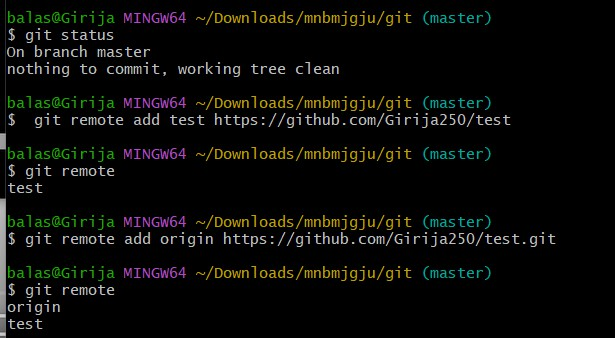 balas@Girija MINGW64 ~/Downloads/mnbmjgju/git (master)
$ git status
On branch master
nothing to commit, working tree clean
balas@Girija MINGW64 ~/Downloads/mnbmjgju/git (master)
$  git remote add test https://github.com/Girija250/test
balas@Girija MINGW64 ~/Downloads/mnbmjgju/git (master)
$ git remote
test
balas@Girija MINGW64 ~/Downloads/mnbmjgju/git (master)
$ git remote add origin https://github.com/Girija250/test.git
balas@Girija MINGW64 ~/Downloads/mnbmjgju/git (master)
$ git remote
origin
test